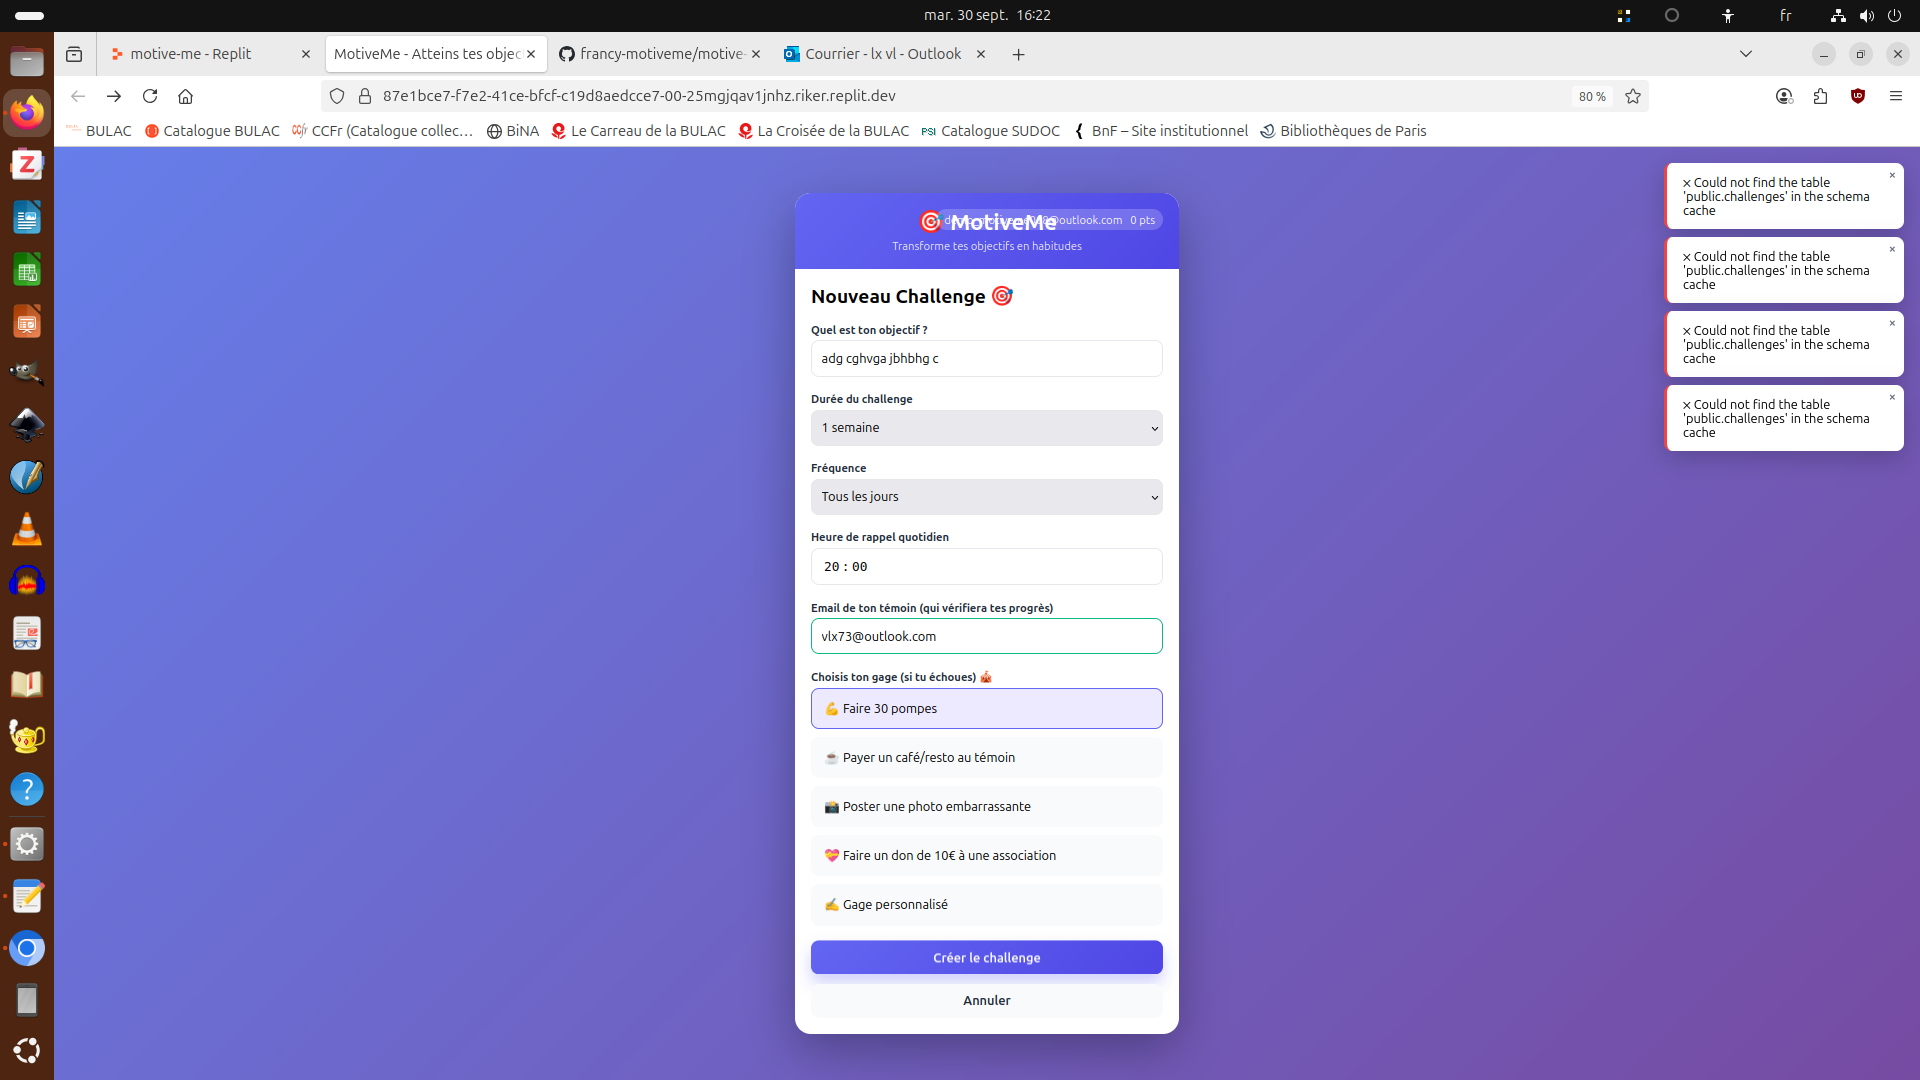 mar. 30 sept. 16:22
fr
motive-me - Replit
MotiveMe - Atteins tes objec
francy-motiveme/motive-
Courrier - lx vl - Outlook
87e1bce7-f7e2-41ce-bfcf-c19d8aedcce7-00-25mgjqav1jnhz.riker.replit.dev
80 %
BULAC
Catalogue BULAC
CCFr (Catalogue collec…
BiNA
Le Carreau de la BULAC
La Croisée de la BULAC
PSI Catalogue SUDOC
BnF – Site institutionnel
Bibliothèques de Paris
🎯 MotiveMe
@outlook.com 0 pts
Transforme tes objectifs en habitudes
Nouveau Challenge 🎯
Quel est ton objectif ?
adg cghvga jbhbhg c
Durée du challenge
1 semaine
Fréquence
Tous les jours
Heure de rappel quotidien
20 : 00
Email de ton témoin (qui vérifiera tes progrès)
vlx73@outlook.com
Choisis ton gage (si tu échoues) 🎪
💪 Faire 30 pompes
☕ Payer un café/resto au témoin
📸 Poster une photo embarrassante
💝 Faire un don de 10€ à une association
✍️ Gage personnalisé
Créer le challenge
Annuler
× Could not find the table
'public.challenges' in the schema
cache
× Could not find the table
'public.challenges' in the schema
cache
× Could not find the table
'public.challenges' in the schema
cache
× Could not find the table
'public.challenges' in the schema
cache